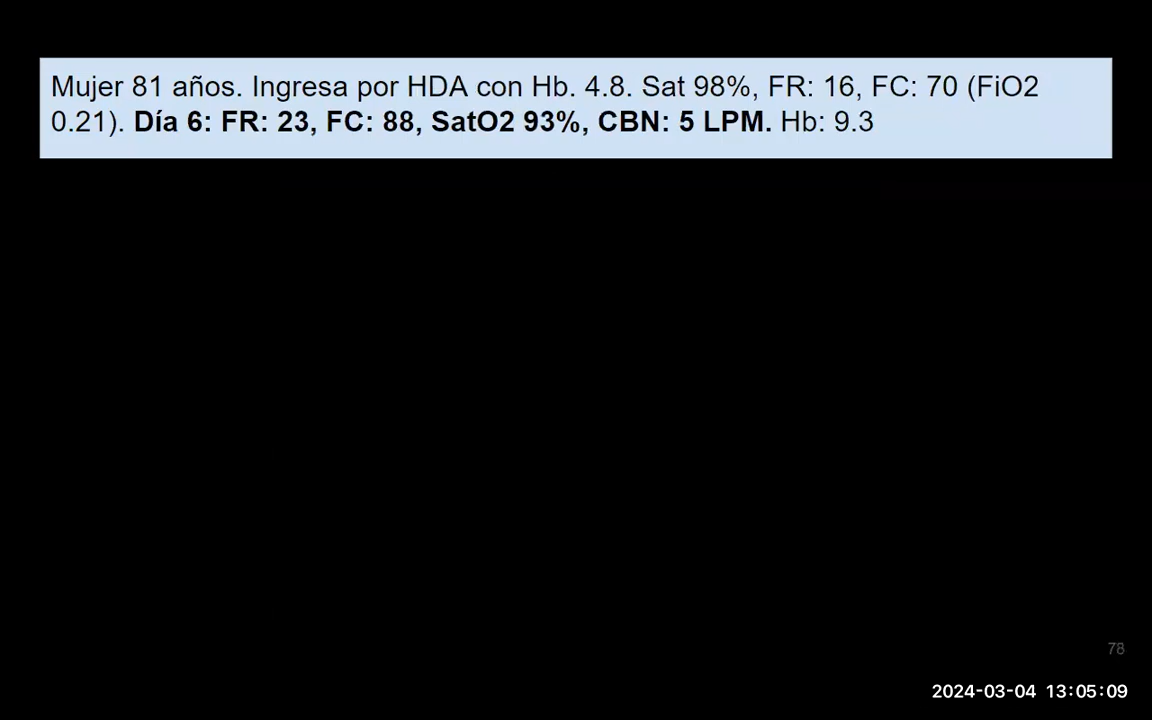 Mujer 81 años. Ingresa por HDA con Hb. 4.8. Sat 98%, FR: 16, FC: 70 (FiO2
0.21). Día 6: FR: 23, FC: 88, SatO2 93%, CBN: 5 LPM. Hb: 9.3
78
2024-03-04 13:05:09